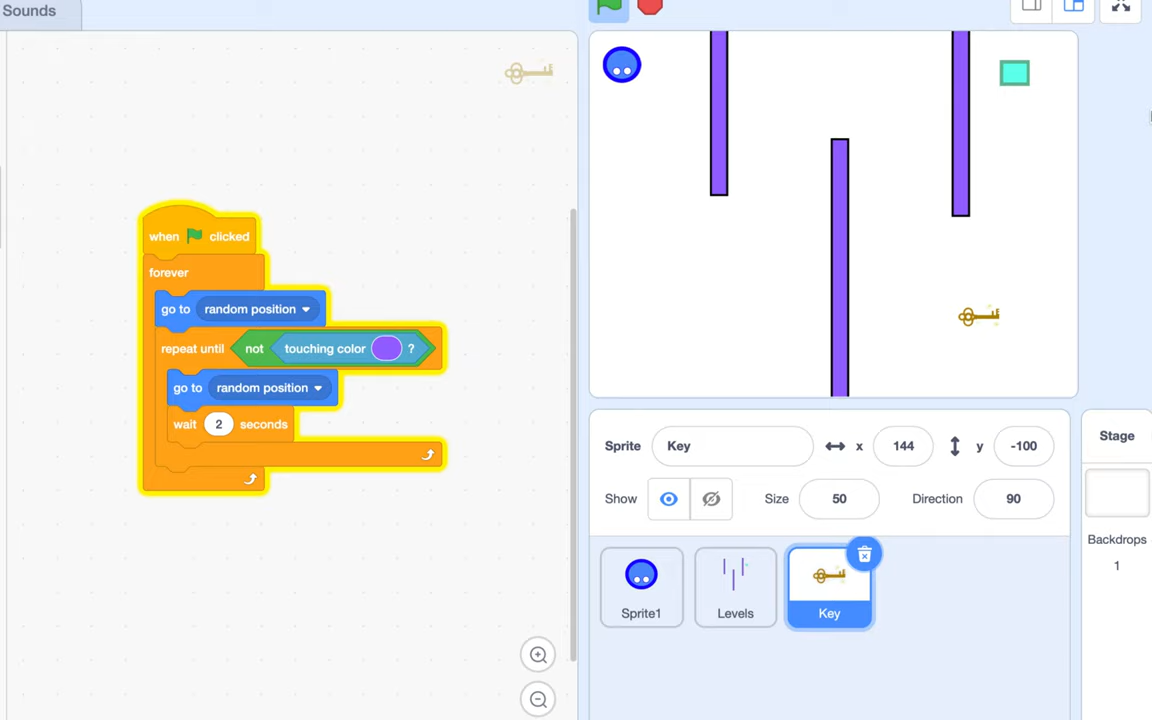 Sounds
when clicked
forever
go to random position
repeat until not touching color ?
go to random position
wait 2 seconds
Sprite Key x 144 y -100
Show Size 50 Direction 90
Sprite1 Levels Key
Stage
Backdrops
1